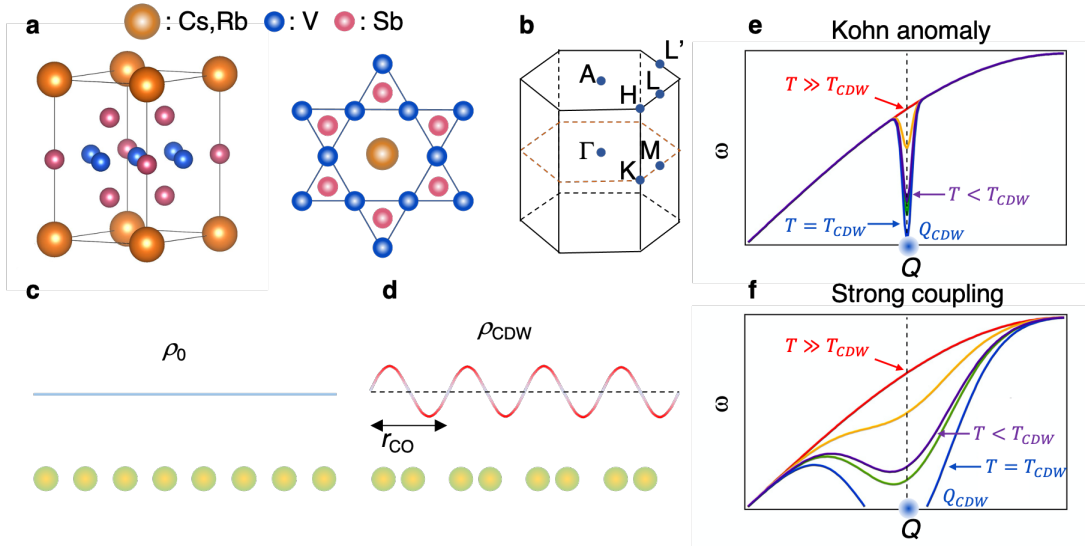 a
: Cs,Rb : V : Sb
b
A
L'
L
H
Γ
M
K
c
ρ0
d
ρCDW
rCO
e
Kohn anomaly
T ≫ TCDW
ω
T < TCDW
T = TCDW
QCDW
Q
f
Strong coupling
T ≫ TCDW
ω
T < TCDW
T = TCDW
QCDW
Q